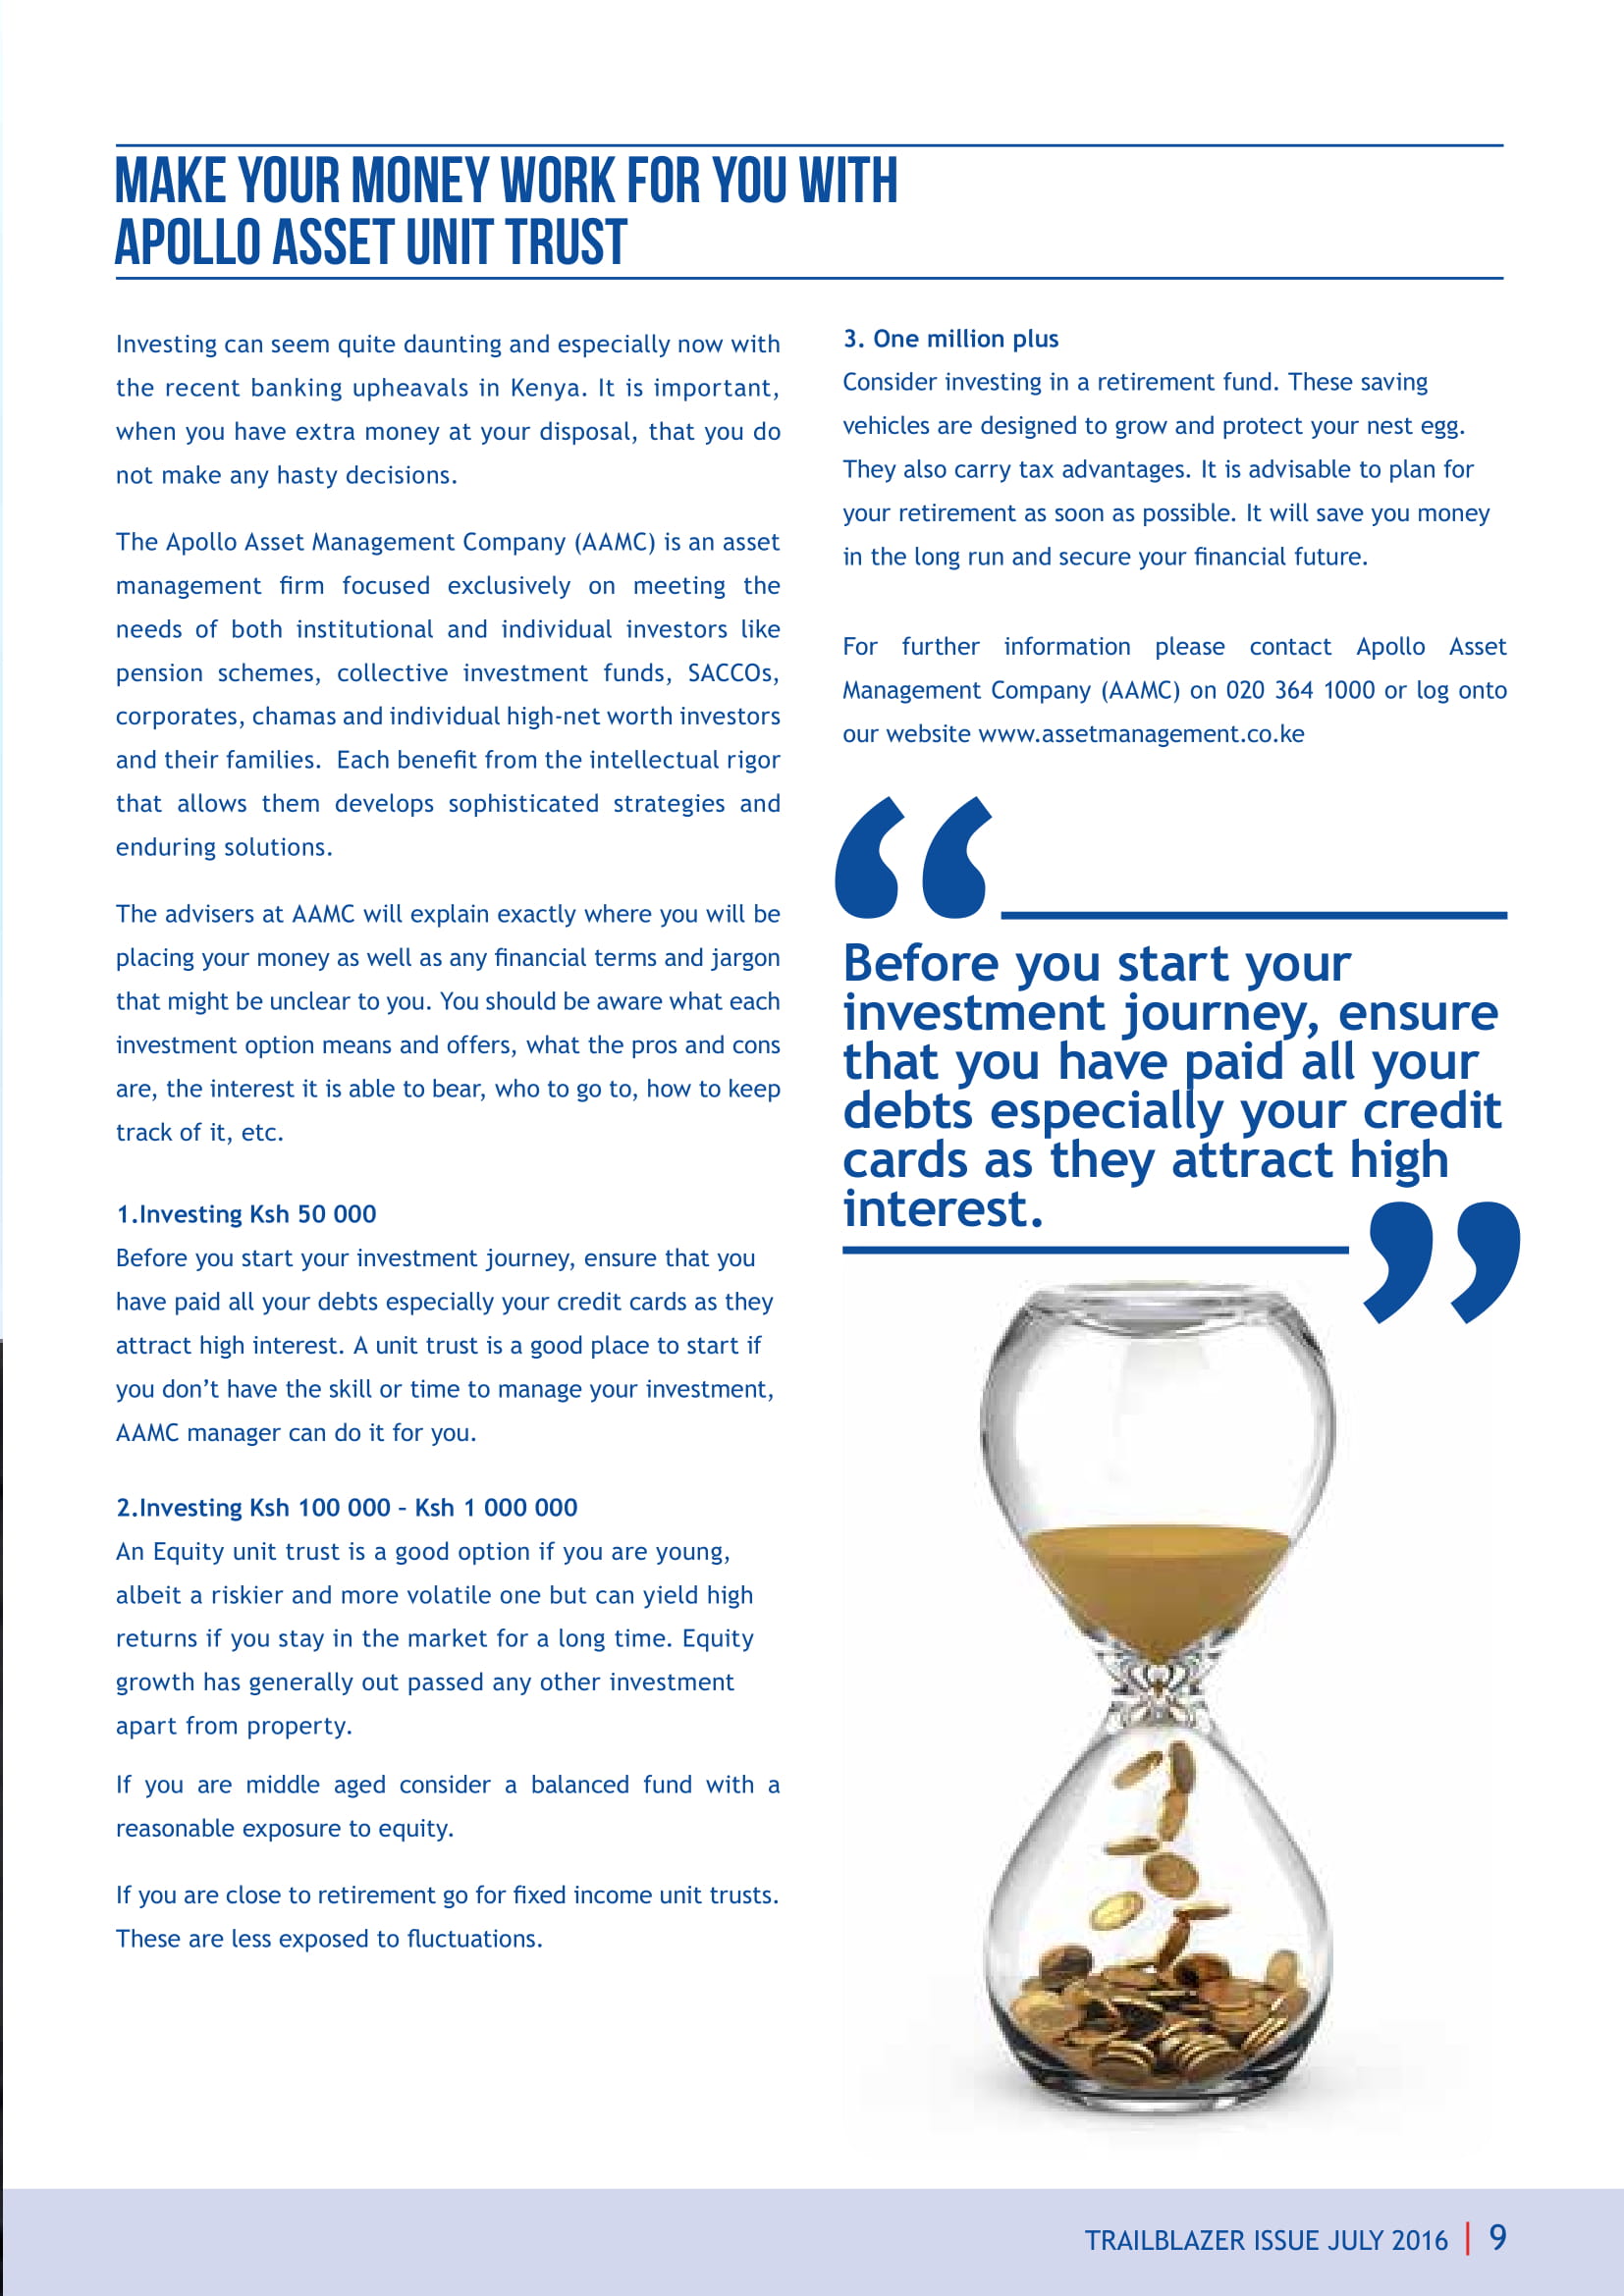 MAKE YOUR MONEY WORK FOR YOU WITH
APOLLO ASSET UNIT TRUST
Investing can seem quite daunting and especially now with
the recent banking upheavals in Kenya. It is important,
when you have extra money at your disposal, that you do
not make any hasty decisions.
The Apollo Asset Management Company (AAMC) is an asset
management firm focused exclusively on meeting the
needs of both institutional and individual investors like
pension schemes, collective investment funds, SACCOs,
corporates, chamas and individual high-net worth investors
and their families. Each benefit from the intellectual rigor
that allows them develops sophisticated strategies and
enduring solutions.
The advisers at AAMC will explain exactly where you will be
placing your money as well as any financial terms and jargon
that might be unclear to you. You should be aware what each
investment option means and offers, what the pros and cons
are, the interest it is able to bear, who to go to, how to keep
track of it, etc.
1.Investing Ksh 50 000
Before you start your investment journey, ensure that you
have paid all your debts especially your credit cards as they
attract high interest. A unit trust is a good place to start if
you don’t have the skill or time to manage your investment,
AAMC manager can do it for you.
2.Investing Ksh 100 000 – Ksh 1 000 000
An Equity unit trust is a good option if you are young,
albeit a riskier and more volatile one but can yield high
returns if you stay in the market for a long time. Equity
growth has generally out passed any other investment
apart from property.
If you are middle aged consider a balanced fund with a
reasonable exposure to equity.
If you are close to retirement go for fixed income unit trusts.
These are less exposed to fluctuations.
3. One million plus
Consider investing in a retirement fund. These saving
vehicles are designed to grow and protect your nest egg.
They also carry tax advantages. It is advisable to plan for
your retirement as soon as possible. It will save you money
in the long run and secure your financial future.
For further information please contact Apollo Asset
Management Company (AAMC) on 020 364 1000 or log onto
our website www.assetmanagement.co.ke
“
Before you start your
investment journey, ensure
that you have paid all your
debts especially your credit
cards as they attract high
interest.
”
TRAILBLAZER ISSUE JULY 2016 | 9